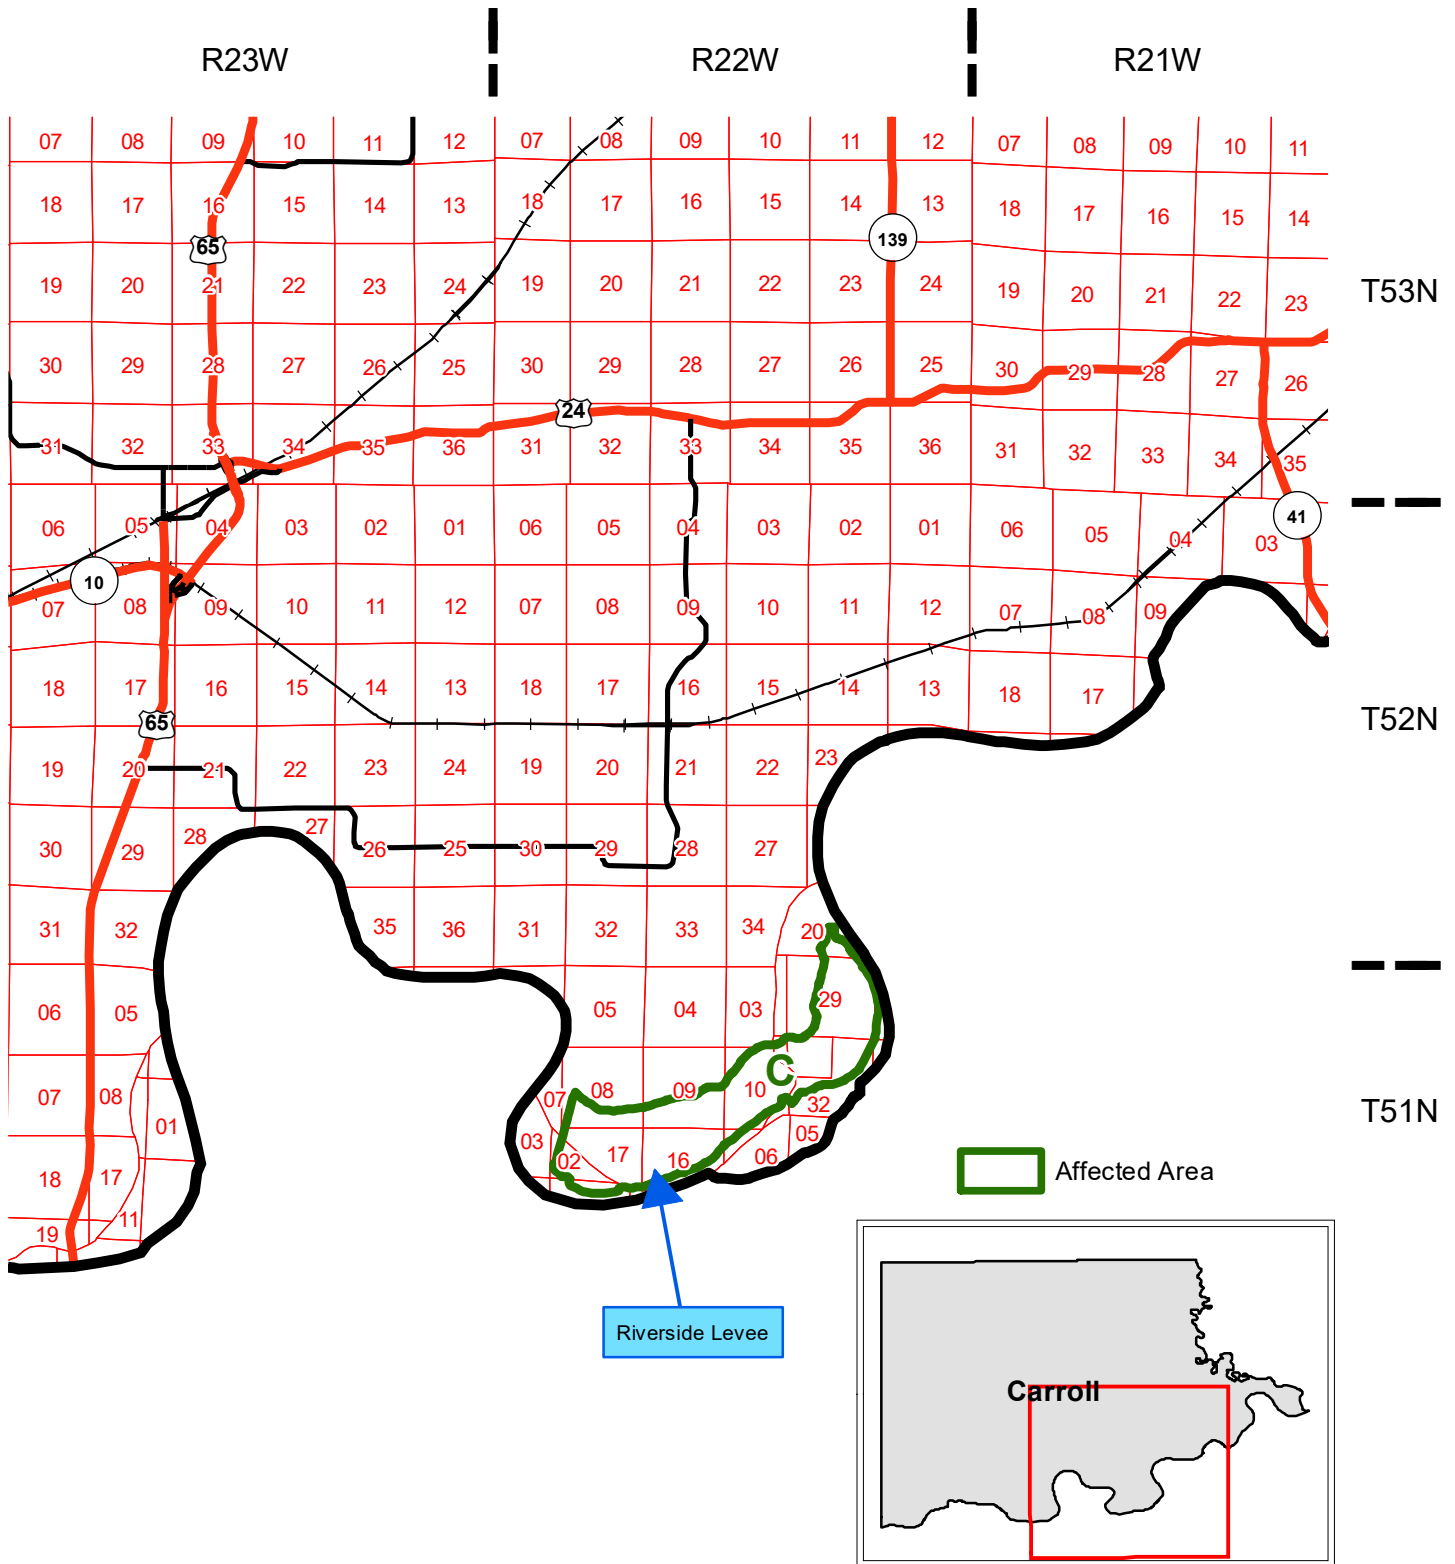 R23W R22W R21W
07 08 09 10 11 12 07 08 09 10 11 12 07 08 09 10 11
18 17 16 15 14 13 18 17 16 15 14 13 18 17 16 15 14
65 139
19 20 21 22 23 24 19 20 21 22 23 24 19 20 21 22 23 T53N
30 29 28 27 26 25 30 29 28 27 26 25 30 29 28 27 26
24
31 32 33 34 35 36 31 32 33 34 35 36 31 32 33 34 35
41
06 05 04 03 02 01 06 05 04 03 02 01 06 05 04 03
10
07 08 09 10 11 12 07 08 09 10 11 12 07 08 09
18 17 16 15 14 13 18 17 16 15 14 13 18 17
65 T52N
19 20 21 22 23 24 19 20 21 22 23
30 29 28 27 26 25 30 29 28 27
31 32 35 36 31 32 33 34 20
06 05 05 04 03 29
C
07 08 01 07 08 09 10 32 T51N
18 17 03 02 17 16 06 05
19 11
Affected Area
Riverside Levee
Carroll